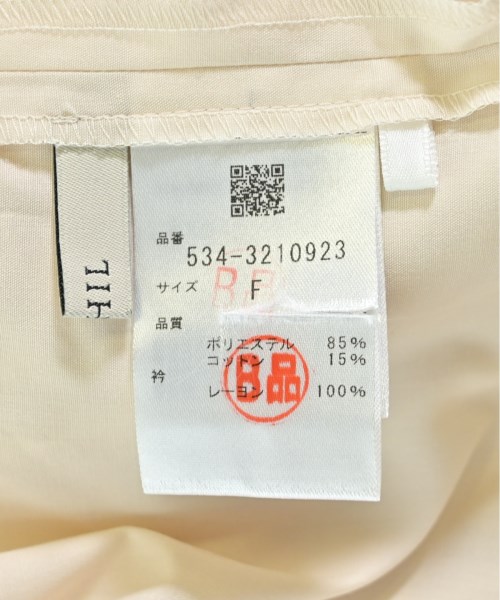 HIL
品番
534-3210923
サイズ F
品質
ポリエステル 85%
コットン 15%
衿
レーヨン 100%
B品